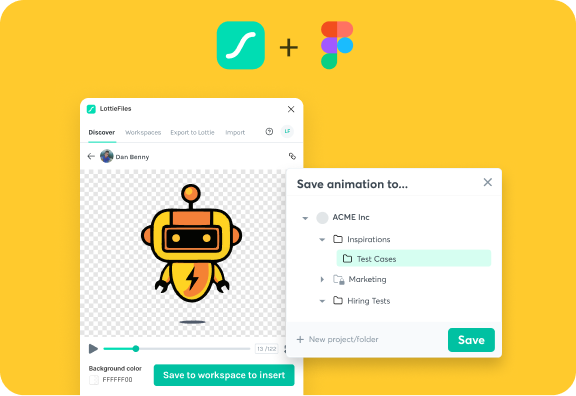 LottieFiles
Discover Workspaces Export to Lottie Import LF
Dan Benny
13 /122
Background color
FFFFFF00
Save to workspace to insert
Save animation to...
ACME Inc
Inspirations
Test Cases
Marketing
Hiring Tests
+ New project/folder
Save